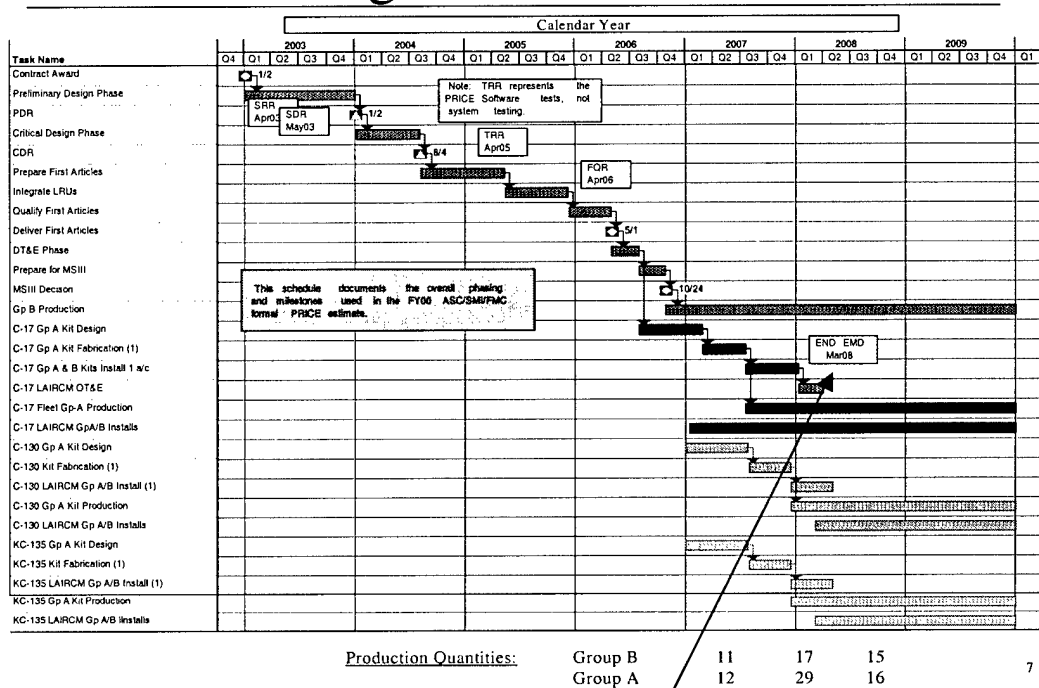 Calendar Year
2003 2004 2005 2006 2007 2008 2009
Task Name Q4 Q1 Q2 Q3 Q4 Q1 Q2 Q3 Q4 Q1 Q2 Q3 Q4 Q1 Q2 Q3 Q4 Q1 Q2 Q3 Q4 Q1 Q2 Q3 Q4 Q1 Q2 Q3 Q4 Q1
Contract Award 1/2
Preliminary Design Phase
SRR
Apr03
SDR
May03
Note: TRR represents the
PRICE Software tests, not
system testing.
PDR 1/2
Critical Design Phase
TRR
Apr05
CDR 8/4
Prepare First Articles
FQR
Apr06
Integrate LRUs
Qualify First Articles
Deliver First Articles 5/1
DT&E Phase
Prepare for MSIII
MSIII Decison 10/24
This schedule documents the overall phasing
and milestones used in the FY00 ASC/SMI/FMC
formal PRICE estimate.
Gp B Production
C-17 Gp A Kit Design
C-17 Gp A Kit Fabrication (1)
END EMD
Mar08
C-17 Gp A & B Kits Install 1 a/c
C-17 LAIRCM OT&E
C-17 Fleet Gp-A Production
C-17 LAIRCM GpA/B Installs
C-130 Gp A Kit Design
C-130 Kit Fabrication (1)
C-130 LAIRCM Gp A/B Install (1)
C-130 Gp A Kit Production
C-130 LAIRCM Gp A/B Installs
KC-135 Gp A Kit Design
KC-135 Kit Fabrication (1)
KC-135 LAIRCM Gp A/B Install (1)
KC-135 Gp A Kit Production
KC-135 LAIRCM Gp A/B Iinstalls
Production Quantities: Group B 11 17 15
Group A 12 29 16
7